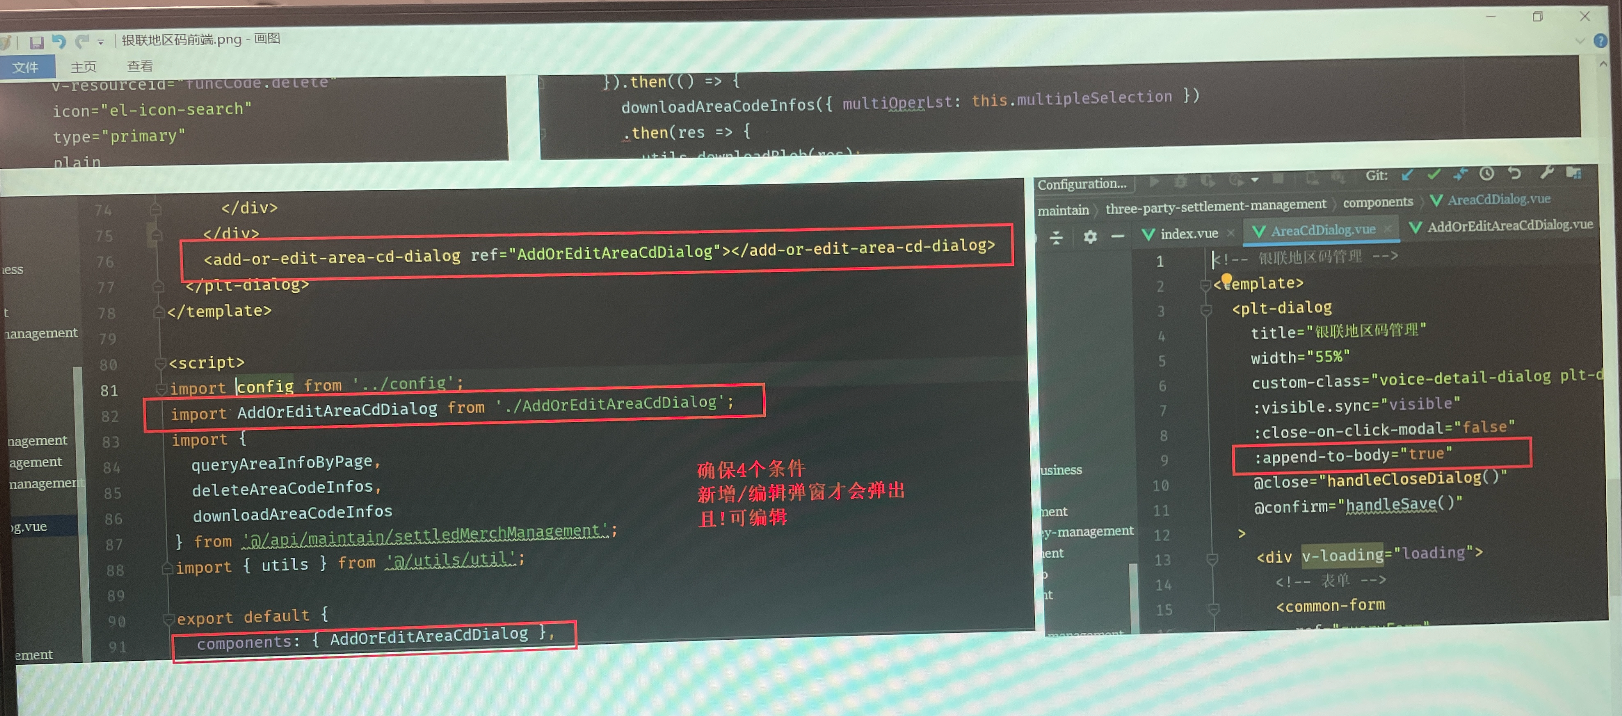 银联地区码前端.png - 画图
文件 主页 查看
v-resourceid="funcCode.delete"
icon="el-icon-search"
type="primary"
plain
}).then(() => {
downloadAreaCodeInfos({ multiOperLst: this.multipleSelection })
.then(res => {
utils.downloadBlob(res);
74 </div>
75 </div>
76 <add-or-edit-area-cd-dialog ref="AddOrEditAreaCdDialog"></add-or-edit-area-cd-dialog>
77 </plt-dialog>
78 </template>
79
80 <script>
81 import config from '../config';
82 import AddOrEditAreaCdDialog from './AddOrEditAreaCdDialog';
83 import {
84 queryAreaInfoByPage,
85 deleteAreaCodeInfos,
86 downloadAreaCodeInfos
87 } from '@/api/maintain/settledMerchManagement';
88 import { utils } from '@/utils/util';
89
90 export default {
91 components: { AddOrEditAreaCdDialog },
确保4个条件
新增/编辑弹窗才会弹出
且!可编辑
ness
t
nanagement
nagement
agement
management
og.vue
ement
Configuration... Git:
maintain three-party-settlement-management components AreaCdDialog.vue
index.vue AreaCdDialog.vue AddOrEditAreaCdDialog.vue
1 <!-- 银联地区码管理 -->
2 <template>
3 <plt-dialog
4 title="银联地区码管理"
5 width="55%"
6 custom-class="voice-detail-dialog plt-d
7 :visible.sync="visible"
8 :close-on-click-modal="false"
9 :append-to-body="true"
10 @close="handleCloseDialog()"
11 @confirm="handleSave()"
12 >
13 <div v-loading="loading">
14 <!-- 表单 -->
15 <common-form
ref="queryForm"
usiness
ment
ey-management
ment
nt
management